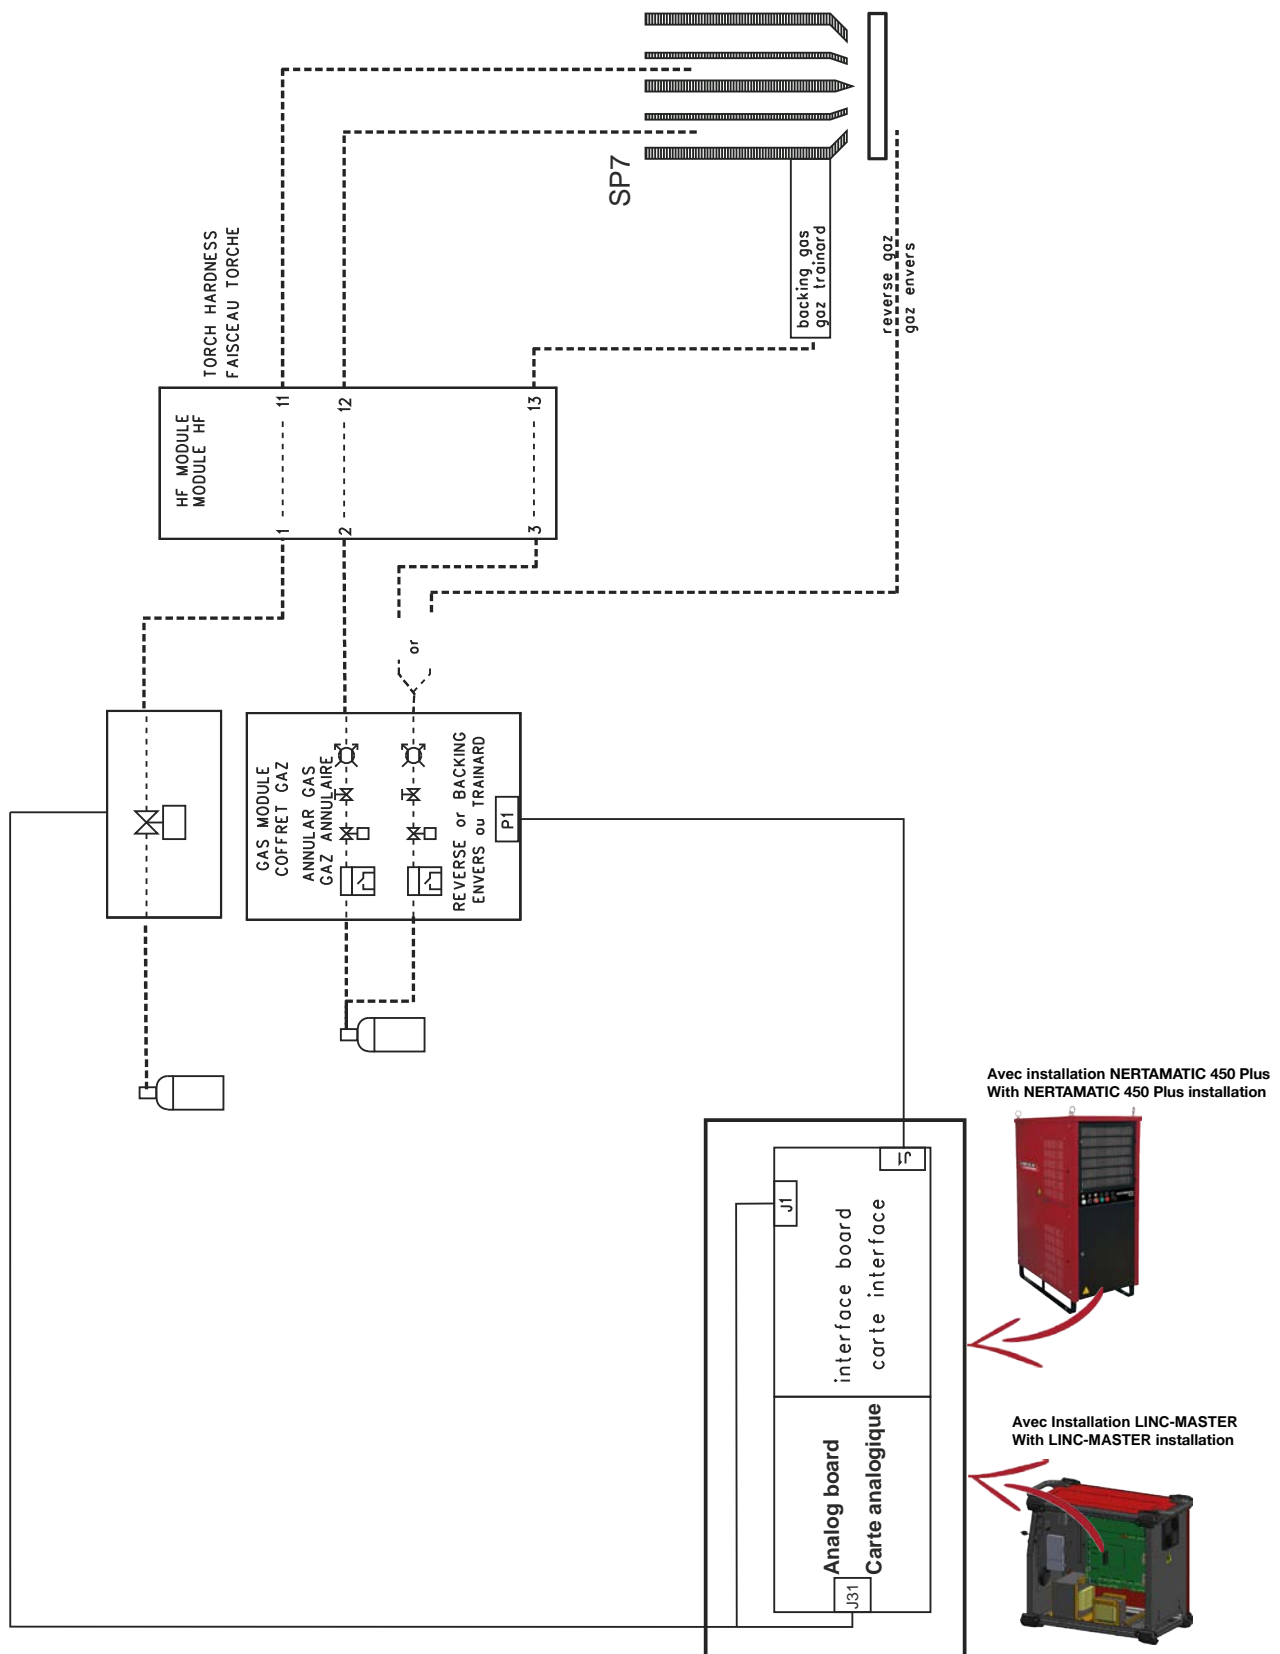 SP7
TORCH HARDNESS
FAISCEAU TORCHE
backing gas
gaz trainard
reverse gaz
gaz envers
HF MODULE
MODULE HF
11
12
13
1
2
3
or
GAS MODULE
COFFRET GAZ
ANNULAR GAS
GAZ ANNULAIRE
REVERSE or BACKING
ENVERS ou TRAINARD
P1
Avec installation NERTAMATIC 450 Plus
With NERTAMATIC 450 Plus installation
J1
J1
interface board
carte interface
Avec Installation LINC-MASTER
With LINC-MASTER installation
Analog board
Carte analogique
J31